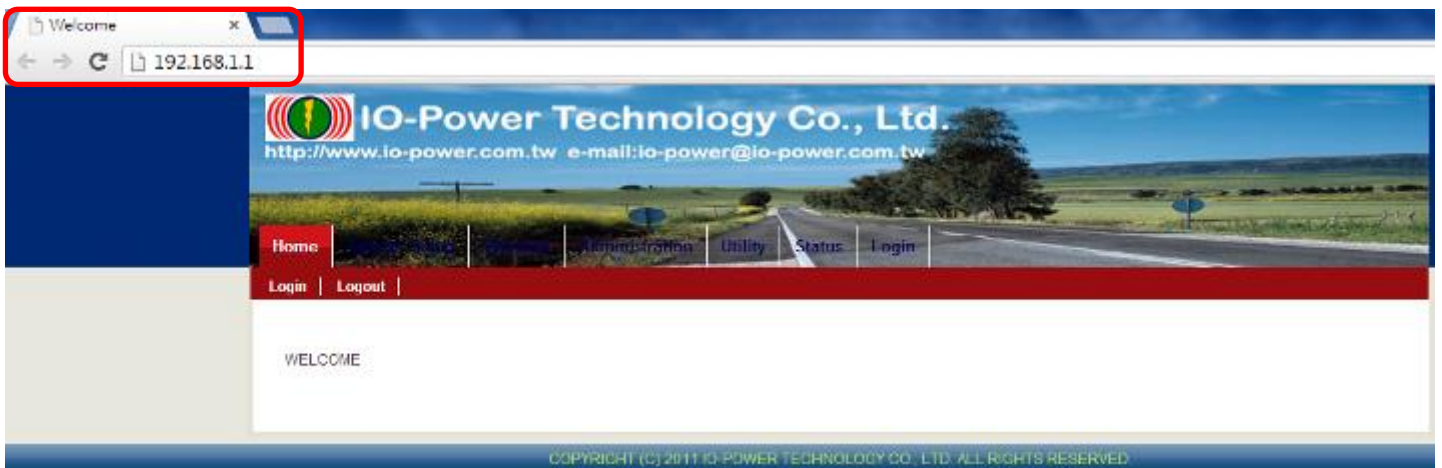 Welcome
192.168.1.1
IO-Power Technology Co., Ltd.
http://www.io-power.com.tw e-mail:io-power@io-power.com.tw
Home Administration Utility Status Login
Login | Logout |
WELCOME
COPYRIGHT (C) 2011 IO-POWER TECHNOLOGY CO., LTD. ALL RIGHTS RESERVED.